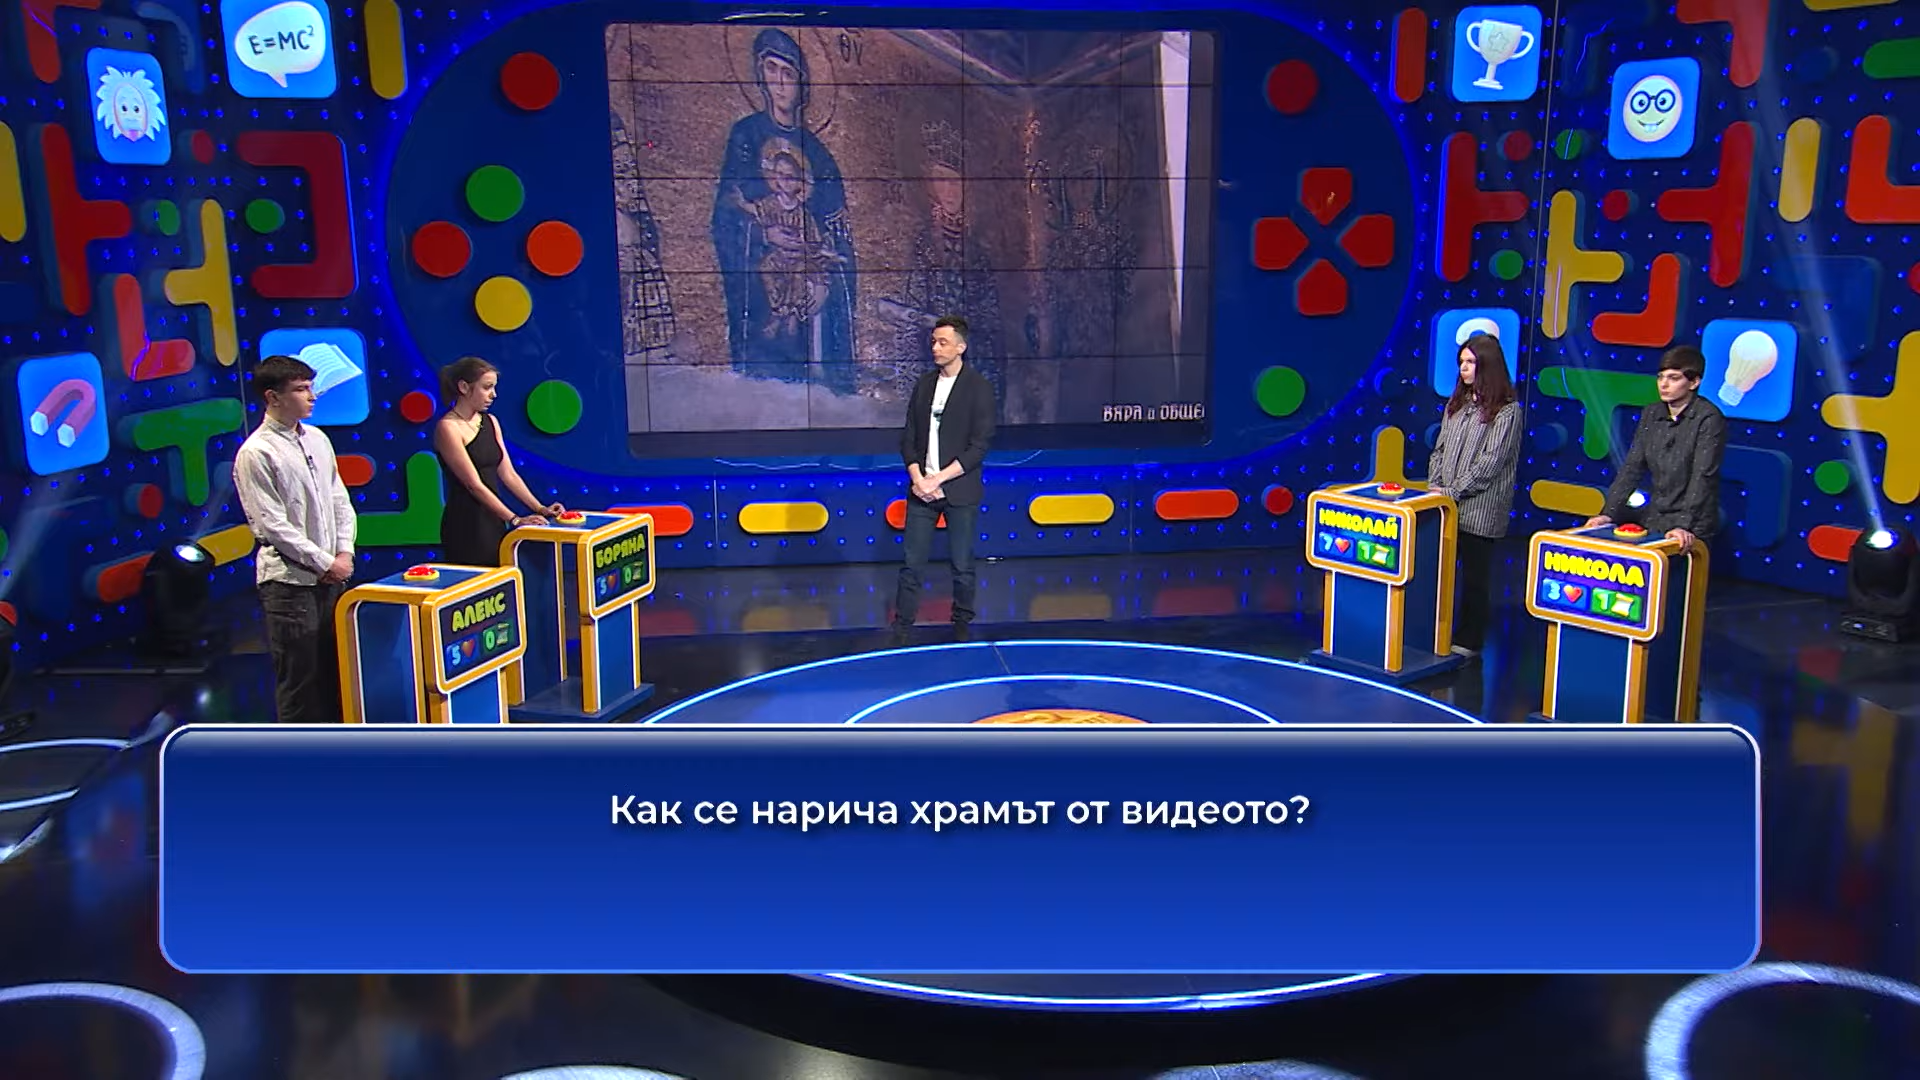 E=MC²
ΘΥ
ВЯРА и ОБЩЕ
БОРЯНА
5 0
АЛЕКС
5 0
НИКОЛАЙ
7 1
НИКОЛА
3 1
Как се нарича храмът от видеото?